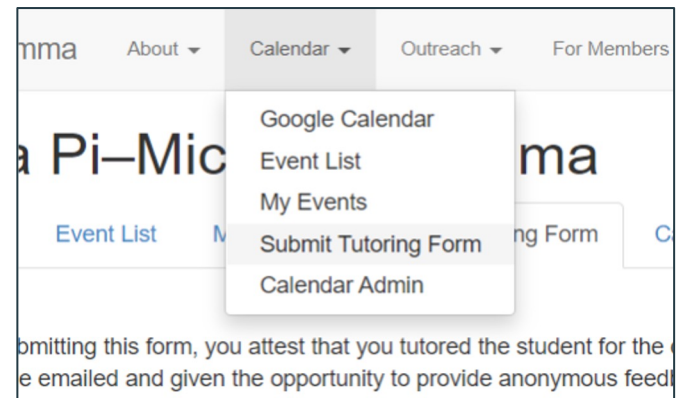 mma About Calendar Outreach For Members
a Pi–Mic ma
Google Calendar
Event List
My Events
Submit Tutoring Form
Calendar Admin
Event List M ng Form Ca
bmitting this form, you attest that you tutored the student for the
e emailed and given the opportunity to provide anonymous feed